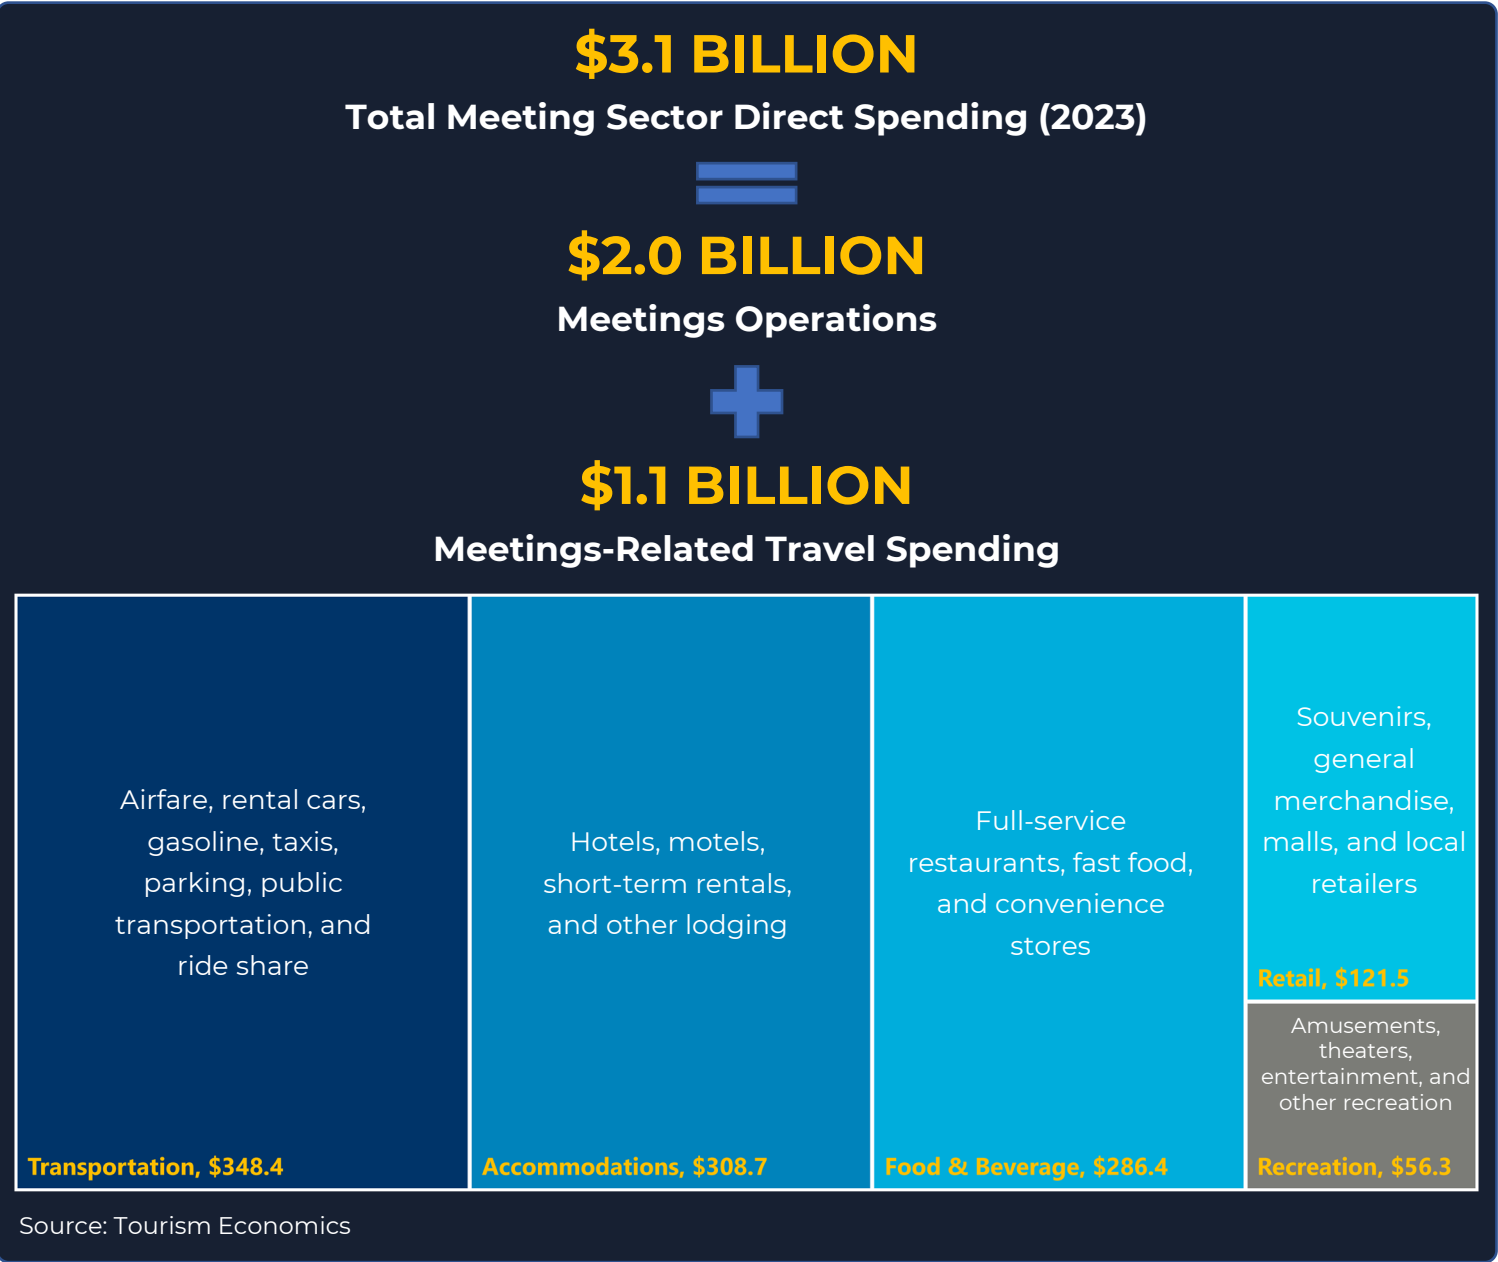 $3.1 BILLION
Total Meeting Sector Direct Spending (2023)
$2.0 BILLION
Meetings Operations
$1.1 BILLION
Meetings-Related Travel Spending
Airfare, rental cars,
gasoline, taxis,
parking, public
transportation, and
ride share
Transportation, $348.4
Hotels, motels,
short-term rentals,
and other lodging
Accommodations, $308.7
Full-service
restaurants, fast food,
and convenience
stores
Food & Beverage, $286.4
Souvenirs,
general
merchandise,
malls, and local
retailers
Retail, $121.5
Amusements,
theaters,
entertainment, and
other recreation
Recreation, $56.3
Source: Tourism Economics